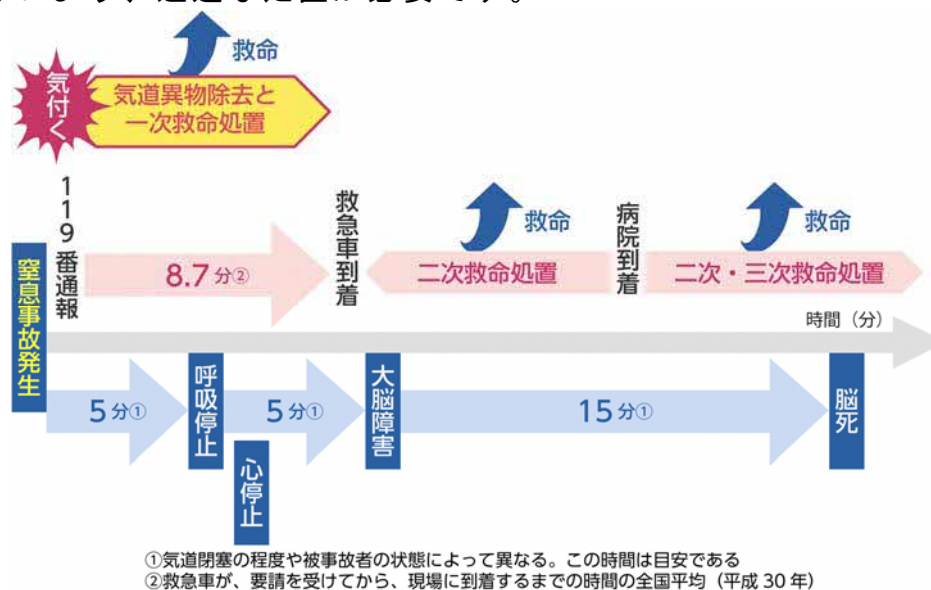 救命
気付く
気道異物除去と
一次救命処置
119番通報
救急車到着
救命
病院到着
救命
窒息事故発生
8.7分②
二次救命処置
二次・三次救命処置
時間（分）
5分①
呼吸停止
心停止
5分①
大脳障害
15分①
脳死
①気道閉塞の程度や被事故者の状態によって異なる。この時間は目安である
②救急車が、要請を受けてから、現場に到着するまでの時間の全国平均（平成30年）